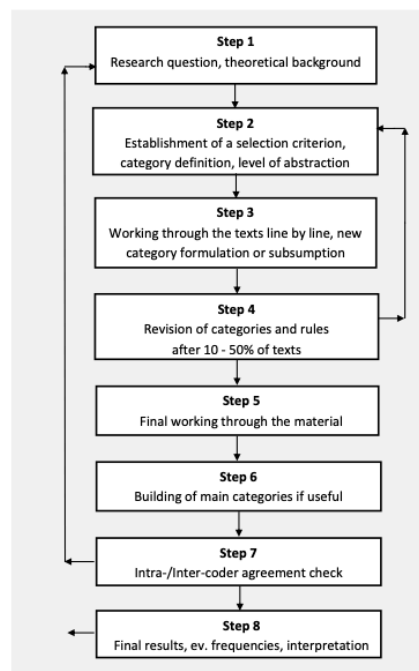 Step 1
Research question, theoretical background
Step 2
Establishment of a selection criterion,
category definition, level of abstraction
Step 3
Working through the texts line by line, new
category formulation or subsumption
Step 4
Revision of categories and rules
after 10 - 50% of texts
Step 5
Final working through the material
Step 6
Building of main categories if useful
Step 7
Intra-/Inter-coder agreement check
Step 8
Final results, ev. frequencies, interpretation